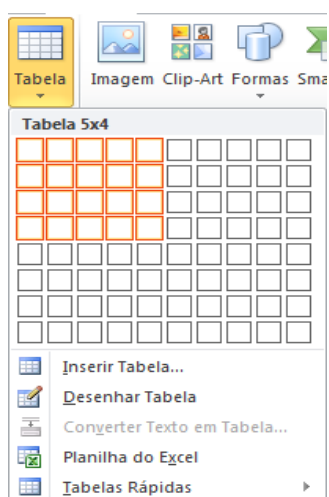 Tabela Imagem Clip-Art Formas
Tabela 5x4
Inserir Tabela...
Desenhar Tabela
Converter Texto em Tabela...
Planilha do Excel
Tabelas Rápidas